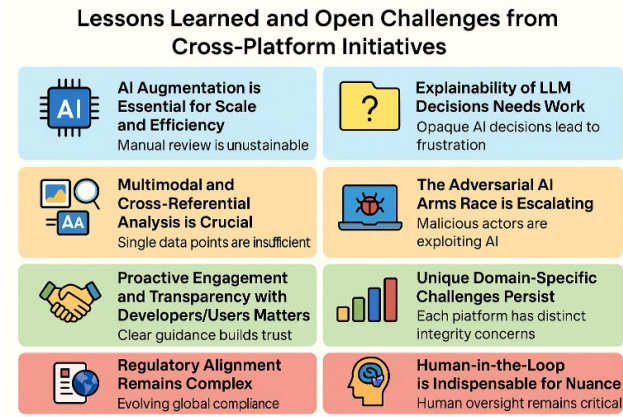 Lessons Learned and Open Challenges from
Cross-Platform Initiatives
AI
AI Augmentation is
Essential for Scale
and Efficiency
Manual review is unustainable
?
Explainability of LLM
Decisions Needs Work
Opaque AI decisions lead to
frustration
AA
Multimodal and
Cross-Referential
Analysis is Crucial
Single data points are insufficient
The Adversarial AI
Arms Race is Escalating
Malicious actors are
exploiting AI
Proactive Engagement
and Transparency with
Developers/Users Matters
Clear guidance builds trust
Unique Domain-Specific
Challenges Persist
Each platform has distinct
integrity concerns
Regulatory Alignment
Remains Complex
Evolving global compliance
Human-in-the-Loop
is Indispensable for Nuance
Human oversight remains critical